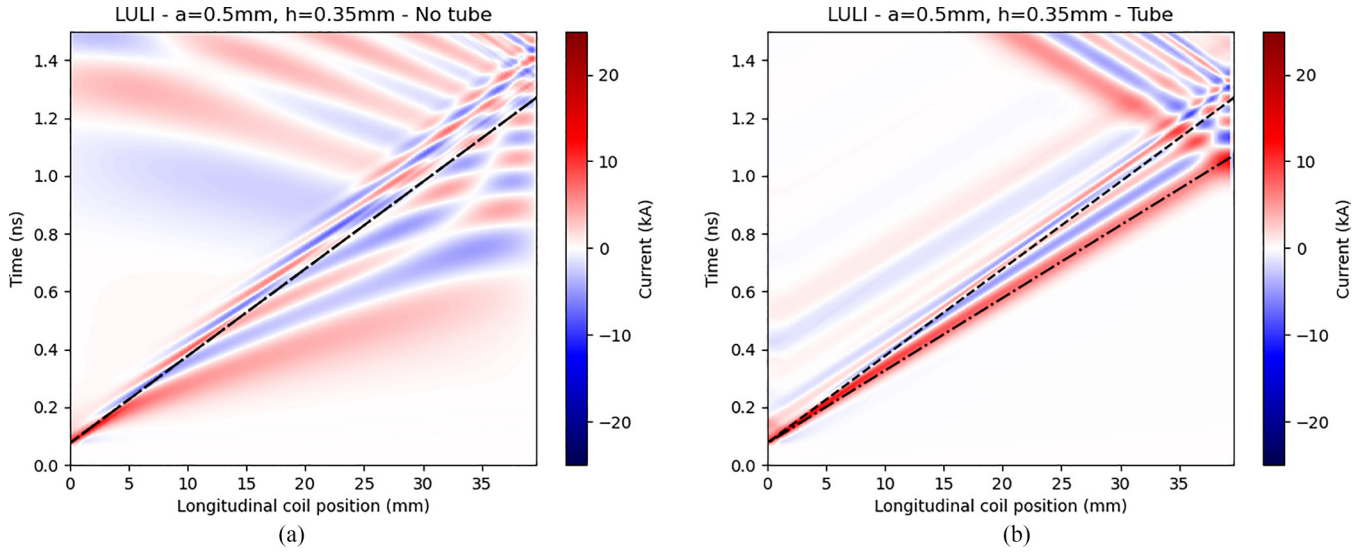 LULI - a=0.5mm, h=0.35mm - No tube
1.4
1.2
1.0
0.8
0.6
0.4
0.2
0.0
Time (ns)
0 5 10 15 20 25 30 35
Longitudinal coil position (mm)
20
10
0
−10
−20
Current (kA)
(a)
LULI - a=0.5mm, h=0.35mm - Tube
1.4
1.2
1.0
0.8
0.6
0.4
0.2
0.0
Time (ns)
0 5 10 15 20 25 30 35
Longitudinal coil position (mm)
20
10
0
−10
−20
Current (kA)
(b)